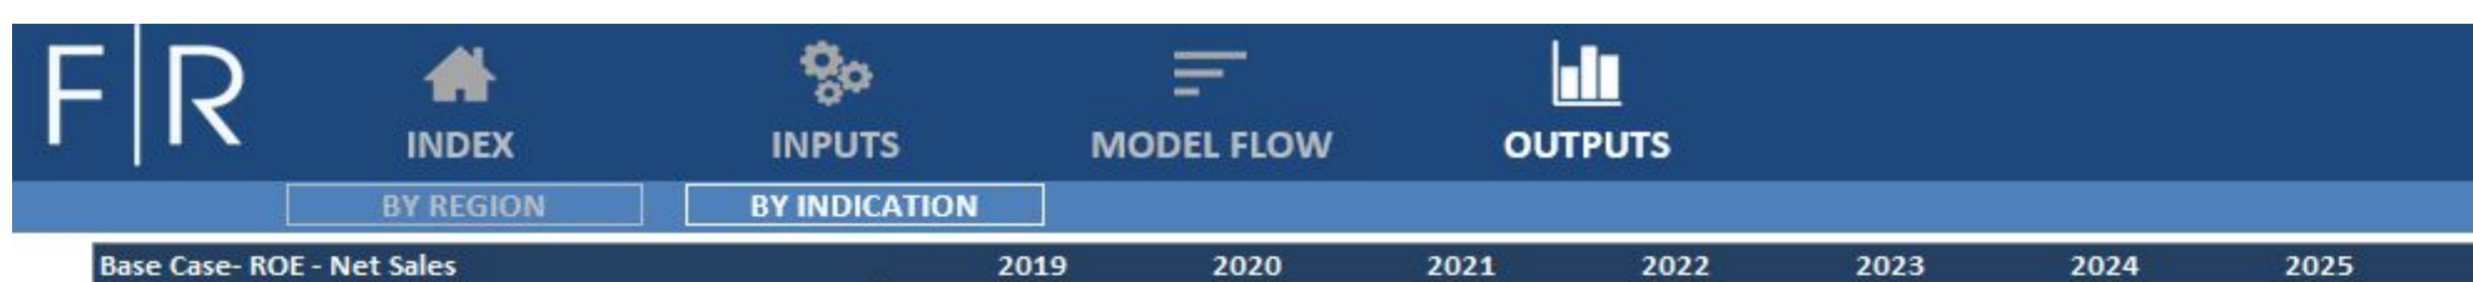 F|R
INDEX INPUTS MODEL FLOW OUTPUTS
BY REGION BY INDICATION
Base Case- ROE - Net Sales 2019 2020 2021 2022 2023 2024 2025